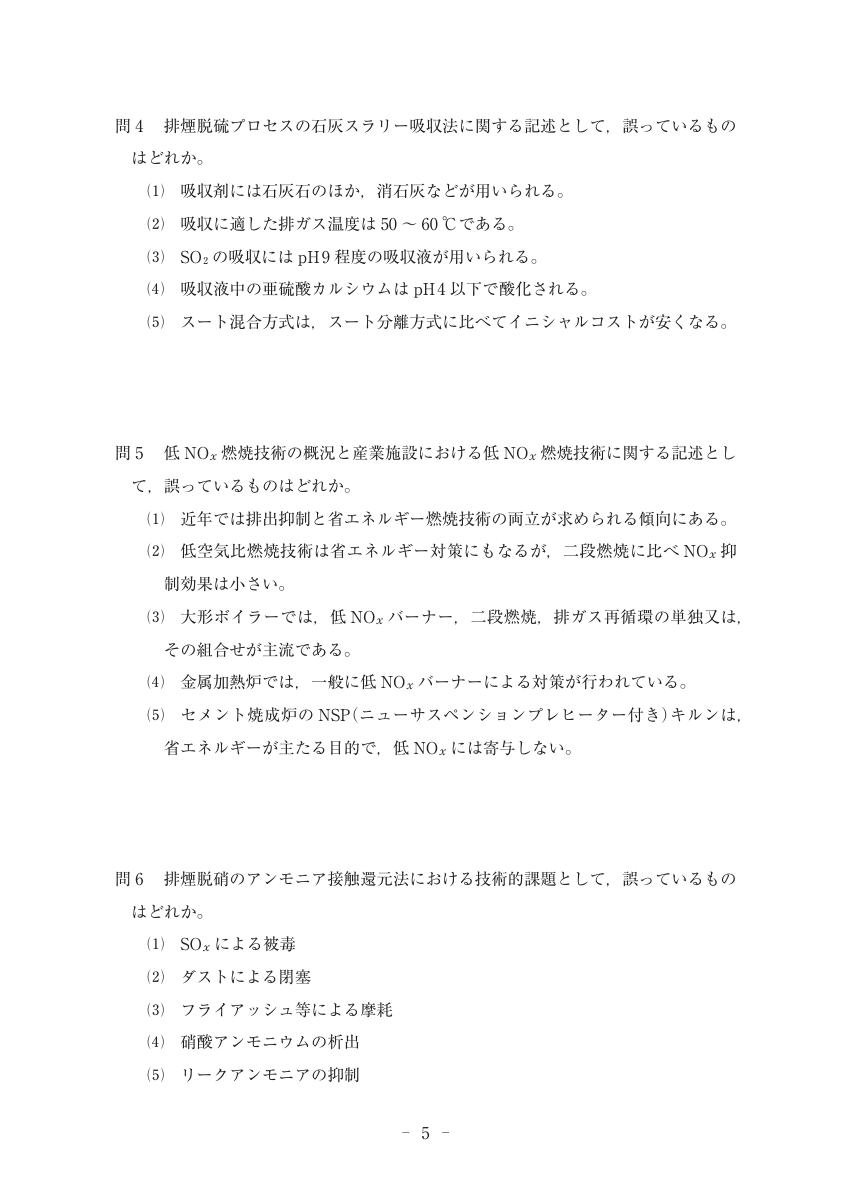 問4　排煙脱硫プロセスの石灰スラリー吸収法に関する記述として，誤っているもの
はどれか。
⑴　吸収剤には石灰石のほか，消石灰などが用いられる。
⑵　吸収に適した排ガス温度は 50 ～ 60 ℃である。
⑶　SO₂ の吸収には pH 9 程度の吸収液が用いられる。
⑷　吸収液中の亜硫酸カルシウムは pH 4 以下で酸化される。
⑸　スート混合方式は，スート分離方式に比べてイニシャルコストが安くなる。
問5　低 NOx 燃焼技術の概況と産業施設における低 NOx 燃焼技術に関する記述とし
て，誤っているものはどれか。
⑴　近年では排出抑制と省エネルギー燃焼技術の両立が求められる傾向にある。
⑵　低空気比燃焼技術は省エネルギー対策にもなるが，二段燃焼に比べ NOx 抑
制効果は小さい。
⑶　大形ボイラーでは，低 NOx バーナー，二段燃焼，排ガス再循環の単独又は，
その組合せが主流である。
⑷　金属加熱炉では，一般に低 NOx バーナーによる対策が行われている。
⑸　セメント焼成炉の NSP(ニューサスペンションプレヒーター付き)キルンは，
省エネルギーが主たる目的で，低 NOx には寄与しない。
問6　排煙脱硝のアンモニア接触還元法における技術的課題として，誤っているもの
はどれか。
⑴　SOx による被毒
⑵　ダストによる閉塞
⑶　フライアッシュ等による摩耗
⑷　硝酸アンモニウムの析出
⑸　リークアンモニアの抑制
－ 5 －